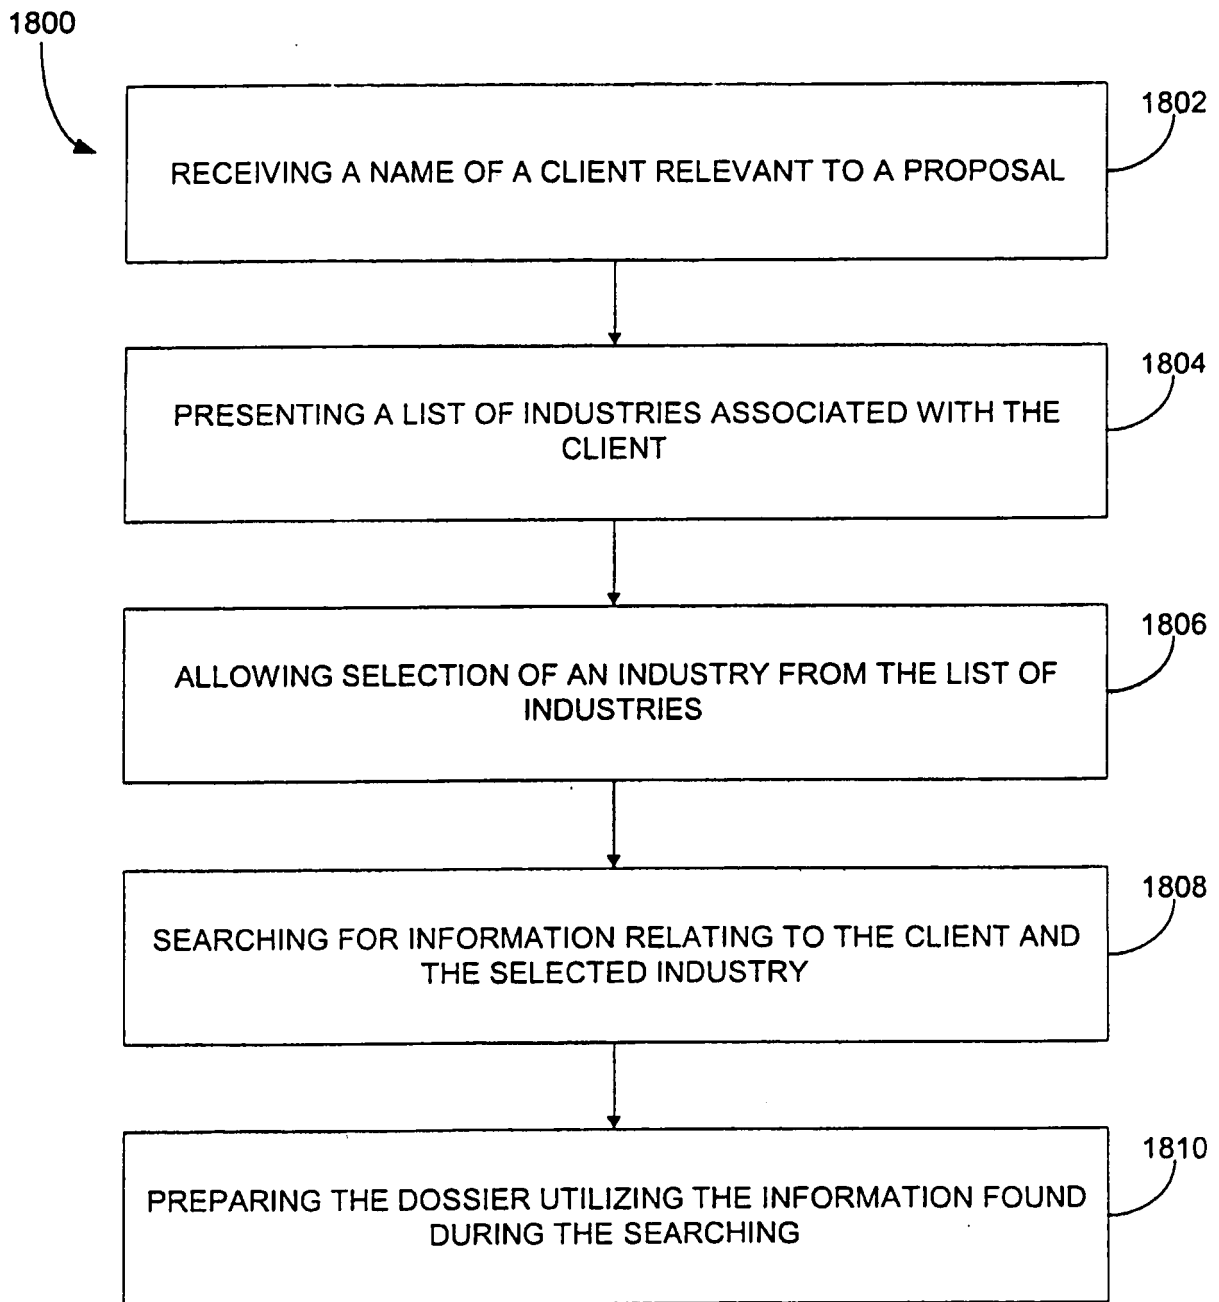 1800
1802
RECEIVING A NAME OF A CLIENT RELEVANT TO A PROPOSAL
1804
PRESENTING A LIST OF INDUSTRIES ASSOCIATED WITH THE
CLIENT
1806
ALLOWING SELECTION OF AN INDUSTRY FROM THE LIST OF
INDUSTRIES
1808
SEARCHING FOR INFORMATION RELATING TO THE CLIENT AND
THE SELECTED INDUSTRY
1810
PREPARING THE DOSSIER UTILIZING THE INFORMATION FOUND
DURING THE SEARCHING